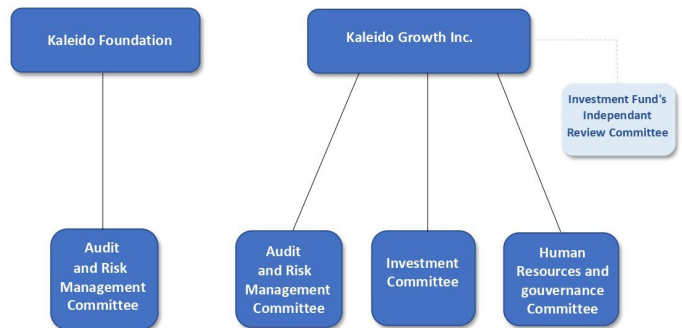 Kaleido Foundation
Kaleido Growth Inc.
Investment Fund's
Independant
Review Committee
Audit
and Risk
Management
Committee
Audit
and Risk
Management
Committee
Investment
Committee
Human
Resources and
gouvernance
Committee